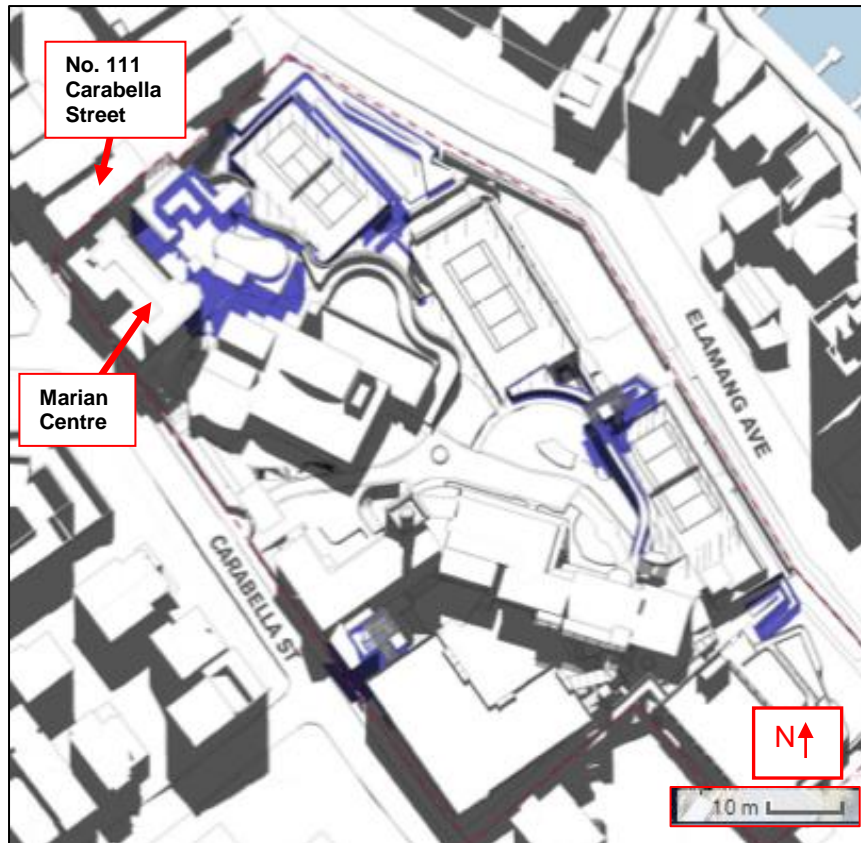 No. 111
Carabella
Street
Marian
Centre
ELAMANG AVE
CARABELLA ST
N
10 m